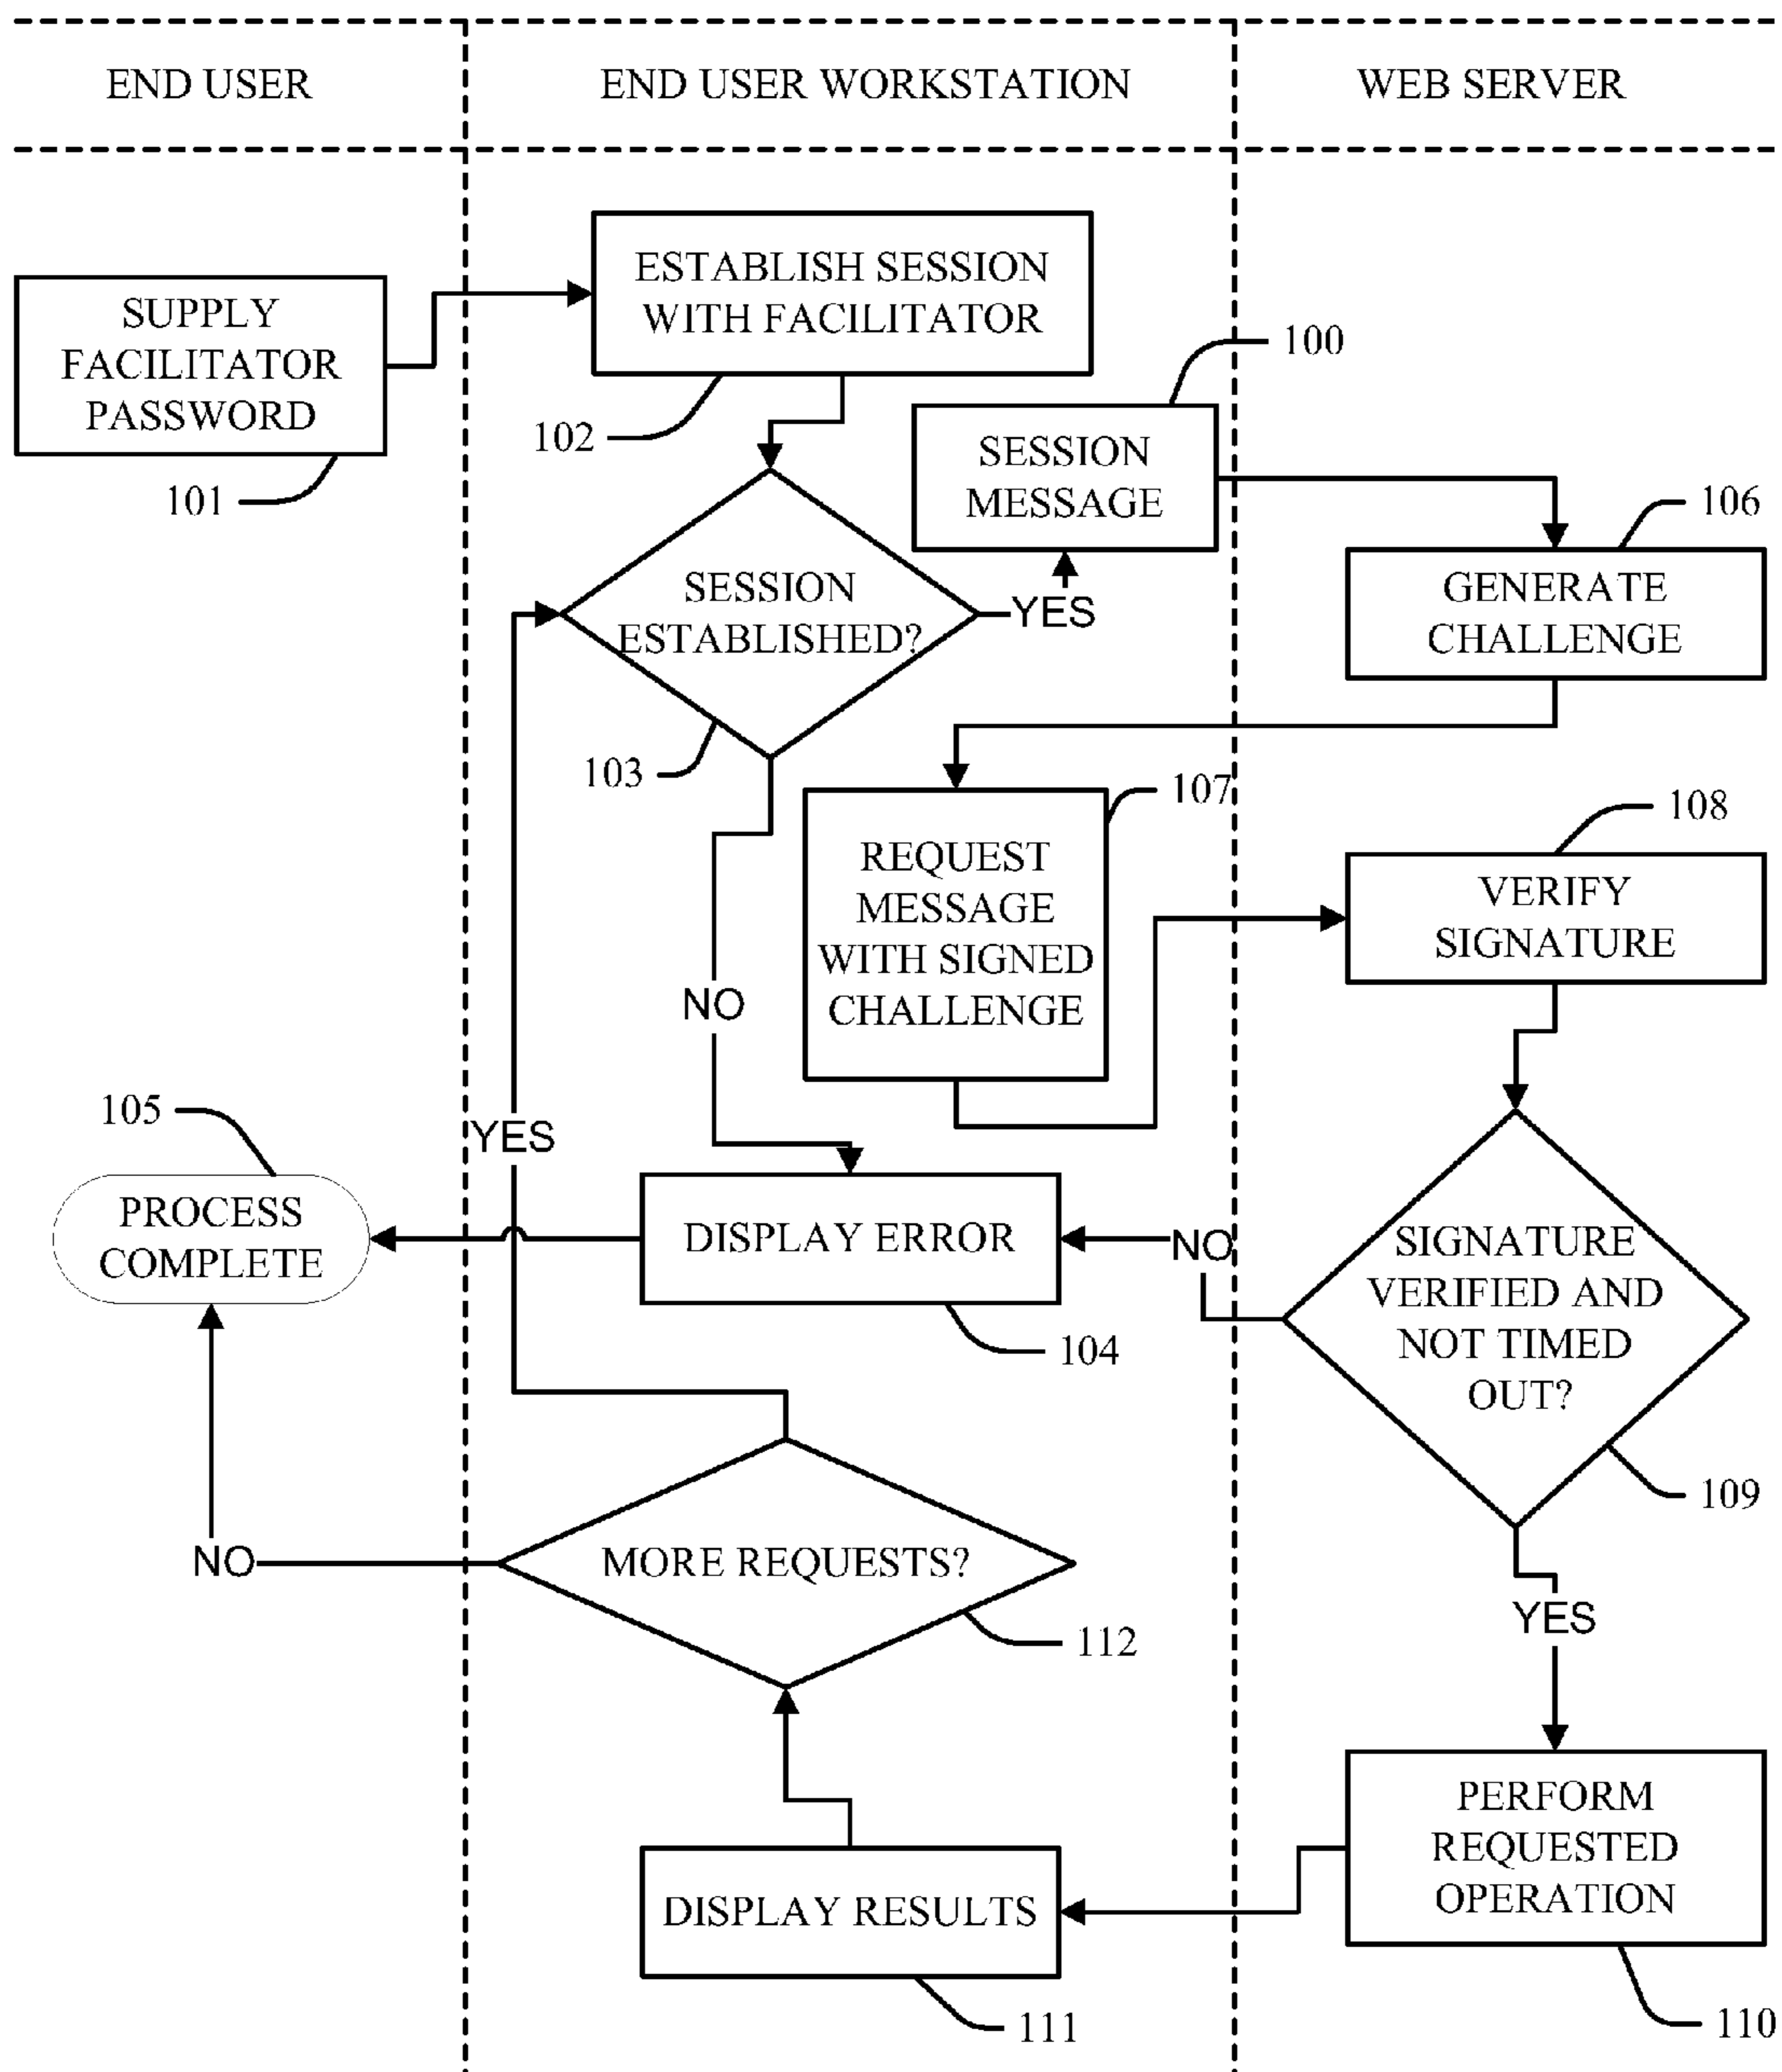 END USER
END USER WORKSTATION
WEB SERVER
SUPPLY
FACILITATOR
PASSWORD
101
ESTABLISH SESSION
WITH FACILITATOR
102
100
SESSION
MESSAGE
106
GENERATE
CHALLENGE
SESSION
ESTABLISHED?
YES
103
107
REQUEST
MESSAGE
WITH SIGNED
CHALLENGE
108
VERIFY
SIGNATURE
NO
105
YES
PROCESS
COMPLETE
DISPLAY ERROR
NO
104
SIGNATURE
VERIFIED AND
NOT TIMED
OUT?
109
NO
MORE REQUESTS?
112
YES
PERFORM
REQUESTED
OPERATION
110
DISPLAY RESULTS
111